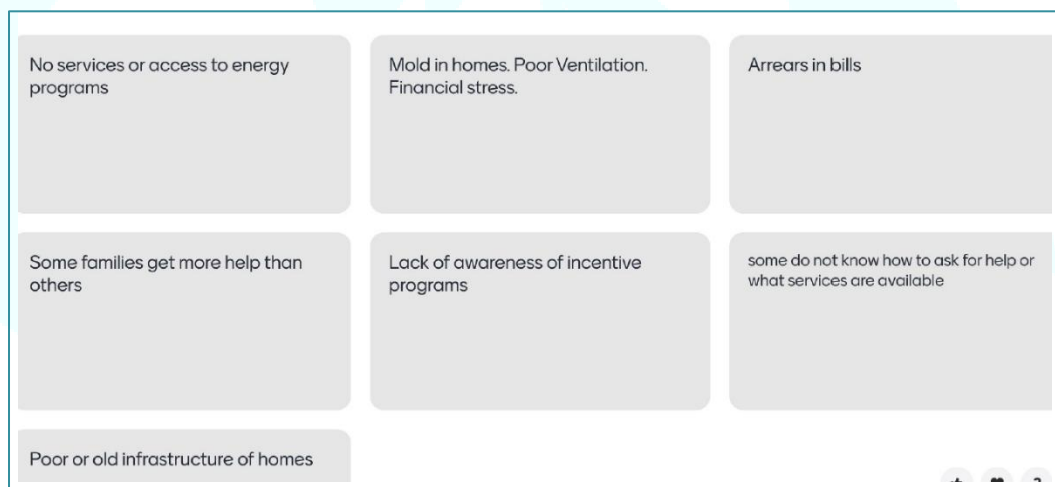 No services or access to energy
programs
Mold in homes. Poor Ventilation.
Financial stress.
Arrears in bills
Some families get more help than
others
Lack of awareness of incentive
programs
some do not know how to ask for help or
what services are available
Poor or old infrastructure of homes